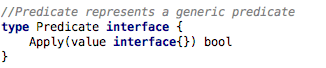 //Predicate represents a generic predicate
type Predicate interface {
    Apply(value interface{}) bool
}